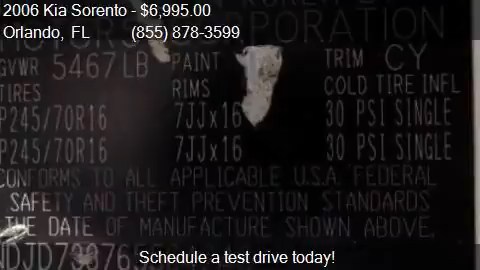 2006 Kia Sorento - $6,995.00
Orlando, FL (855) 878-3599
CORPORATION
GVWR 5467LB PAINT TRIM CY
TIRES RIMS COLD TIRE INFL
P245/70R16 7JJx16 30 PSI SINGLE
P245/70R16 7JJx16 30 PSI SINGLE
CONFORMS TO ALL APPLICABLE U.S.A. FEDERAL
SAFETY AND THEFT PREVENTION STANDARDS
THE DATE OF MANUFACTURE SHOWN ABOVE.
Schedule a test drive today!